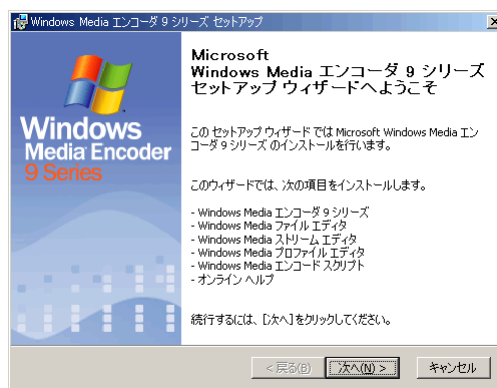 Windows Media エンコーダ 9 シリーズ セットアップ
Windows
Media Encoder
9 Series
Microsoft
Windows Media エンコーダ 9 シリーズ
セットアップ ウィザードへようこそ
この セットアップ ウィザード では Microsoft Windows Media エン
コーダ 9 シリーズ のインストールを行います。
このウィザードでは、次の項目をインストールします。
- Windows Media エンコーダ 9 シリーズ
- Windows Media ファイル エディタ
- Windows Media ストリーム エディタ
- Windows Media プロファイル エディタ
- Windows Media エンコード スクリプト
- オンライン ヘルプ
続行するには、[次へ] をクリックしてください。
< 戻る(B)
次へ(N) >
キャンセル